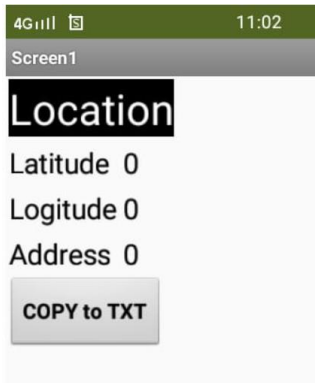 4G 11:02
Screen1
Location
Latitude 0
Logitude 0
Address 0
COPY to TXT